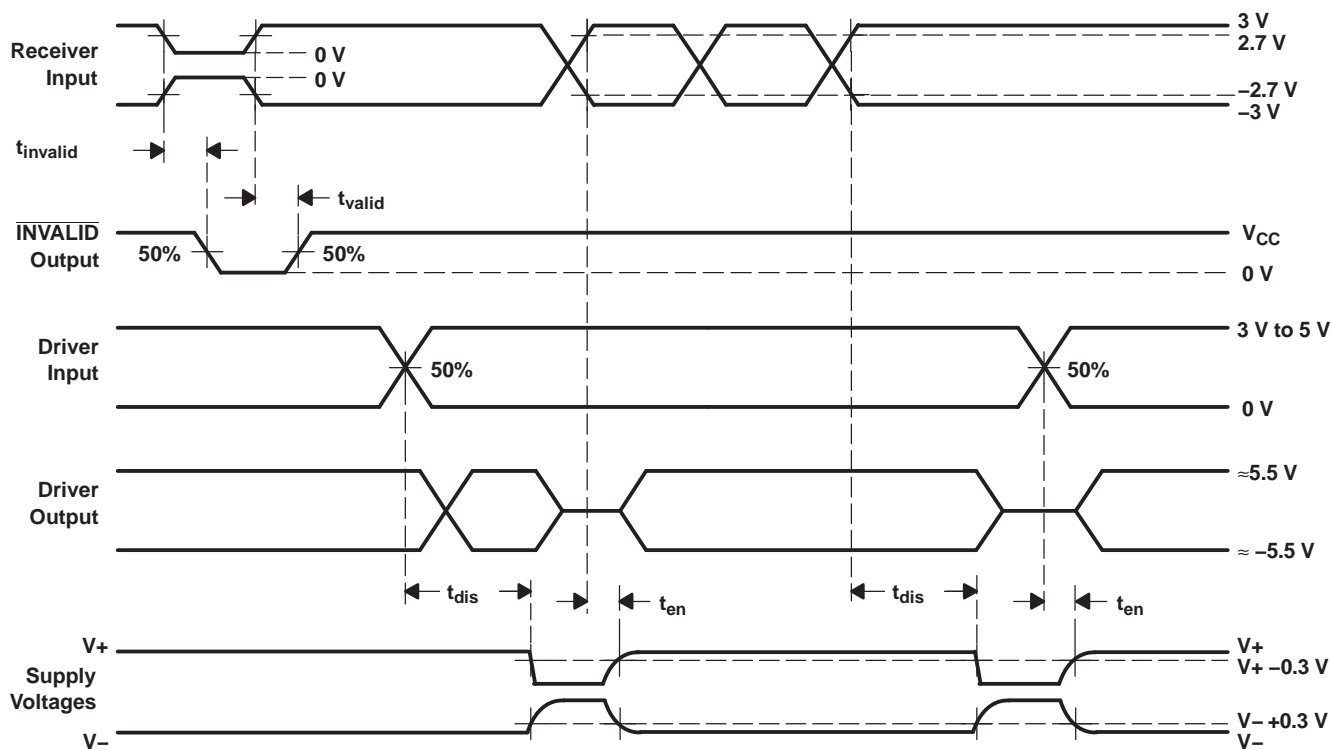 3 V
2.7 V
Receiver
Input
0 V
0 V
−2.7 V
−3 V
tinvalid
tvalid
INVALID
Output
50%
50%
VCC
0 V
Driver
Input
50%
50%
3 V to 5 V
0 V
Driver
Output
≈5.5 V
≈ −5.5 V
tdis
ten
tdis
ten
V+
Supply
Voltages
V−
V+
V+ −0.3 V
V− +0.3 V
V−